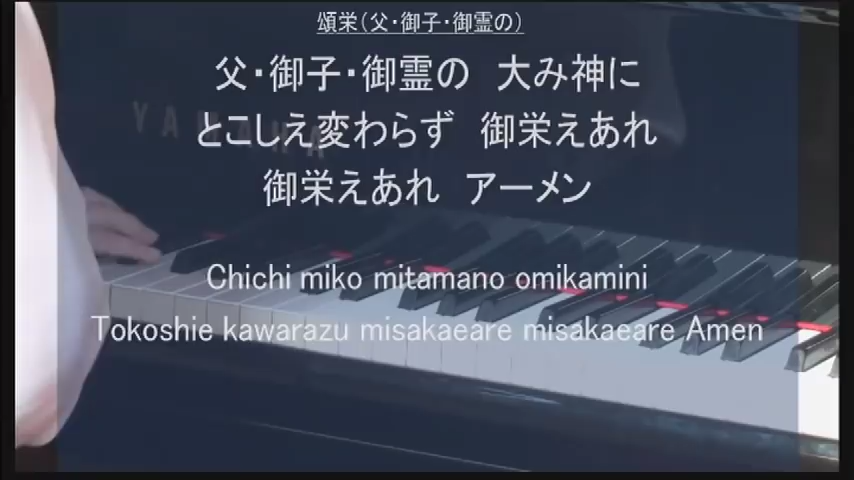 頌栄(父・御子・御霊の)
父・御子・御霊の　大み神に
とこしえ変わらず　御栄えあれ
御栄えあれ　アーメン
YAMAHA
Chichi miko mitamano omikamini
Tokoshie kawarazu misakaeare misakaeare Amen